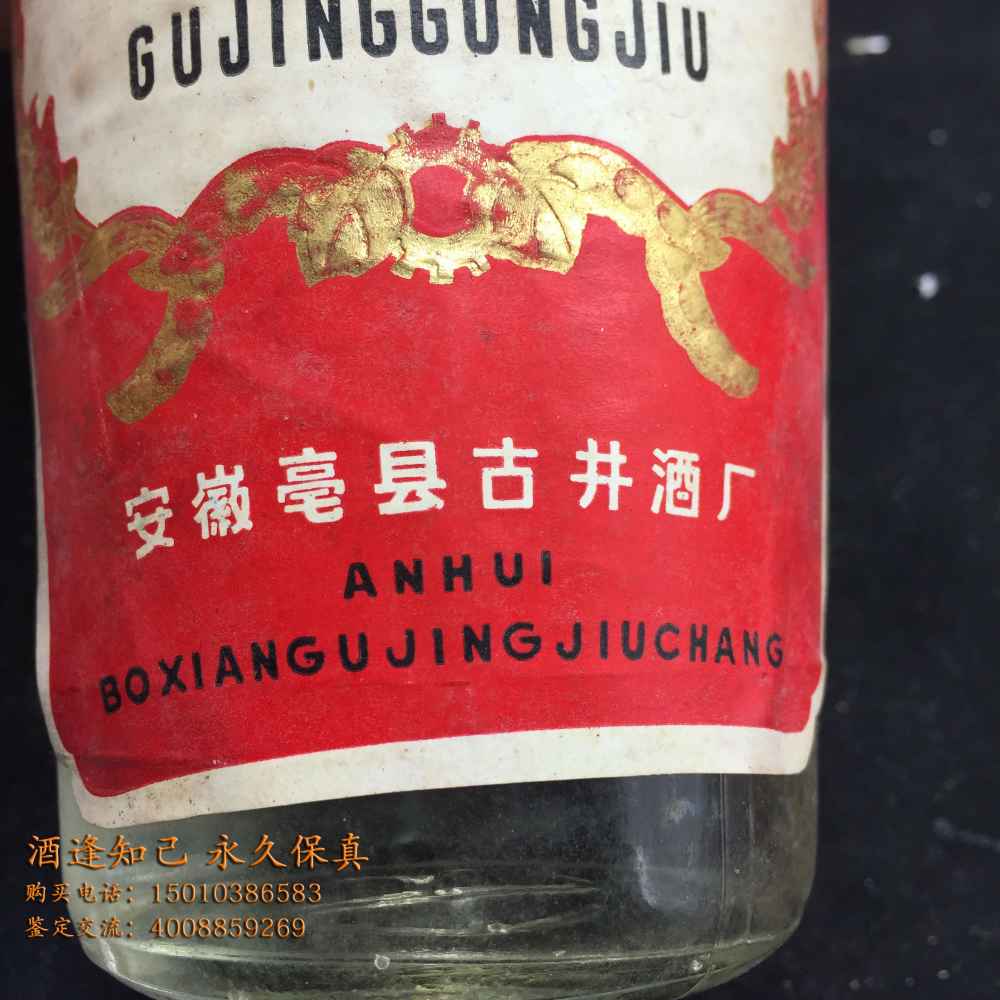 GUJINGGONGJIU
安徽亳县古井酒厂
ANHUI
BOXIANGUJINGJIUCHANG
酒逢知己 永久保真
购买电话：15010386583
鉴定交流：4008859269